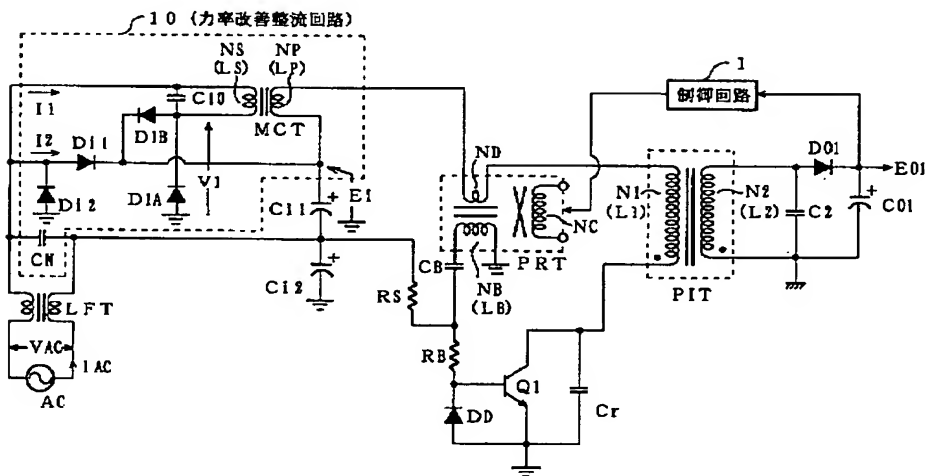 10 (力率改善整流回路)
NS
(LS)
NP
(LP)
C10
I1
D1B
MCT
I2
D11
V1
D12
D1A
E1
C11
CN
C12
LFT
VAC
IAC
AC
ND
1
制御回路
NC
CB
PRT
NB
(LB)
RS
RB
DD
Q1
Cr
N1
(L1)
N2
(L2)
PIT
D01
E01
C2
C01